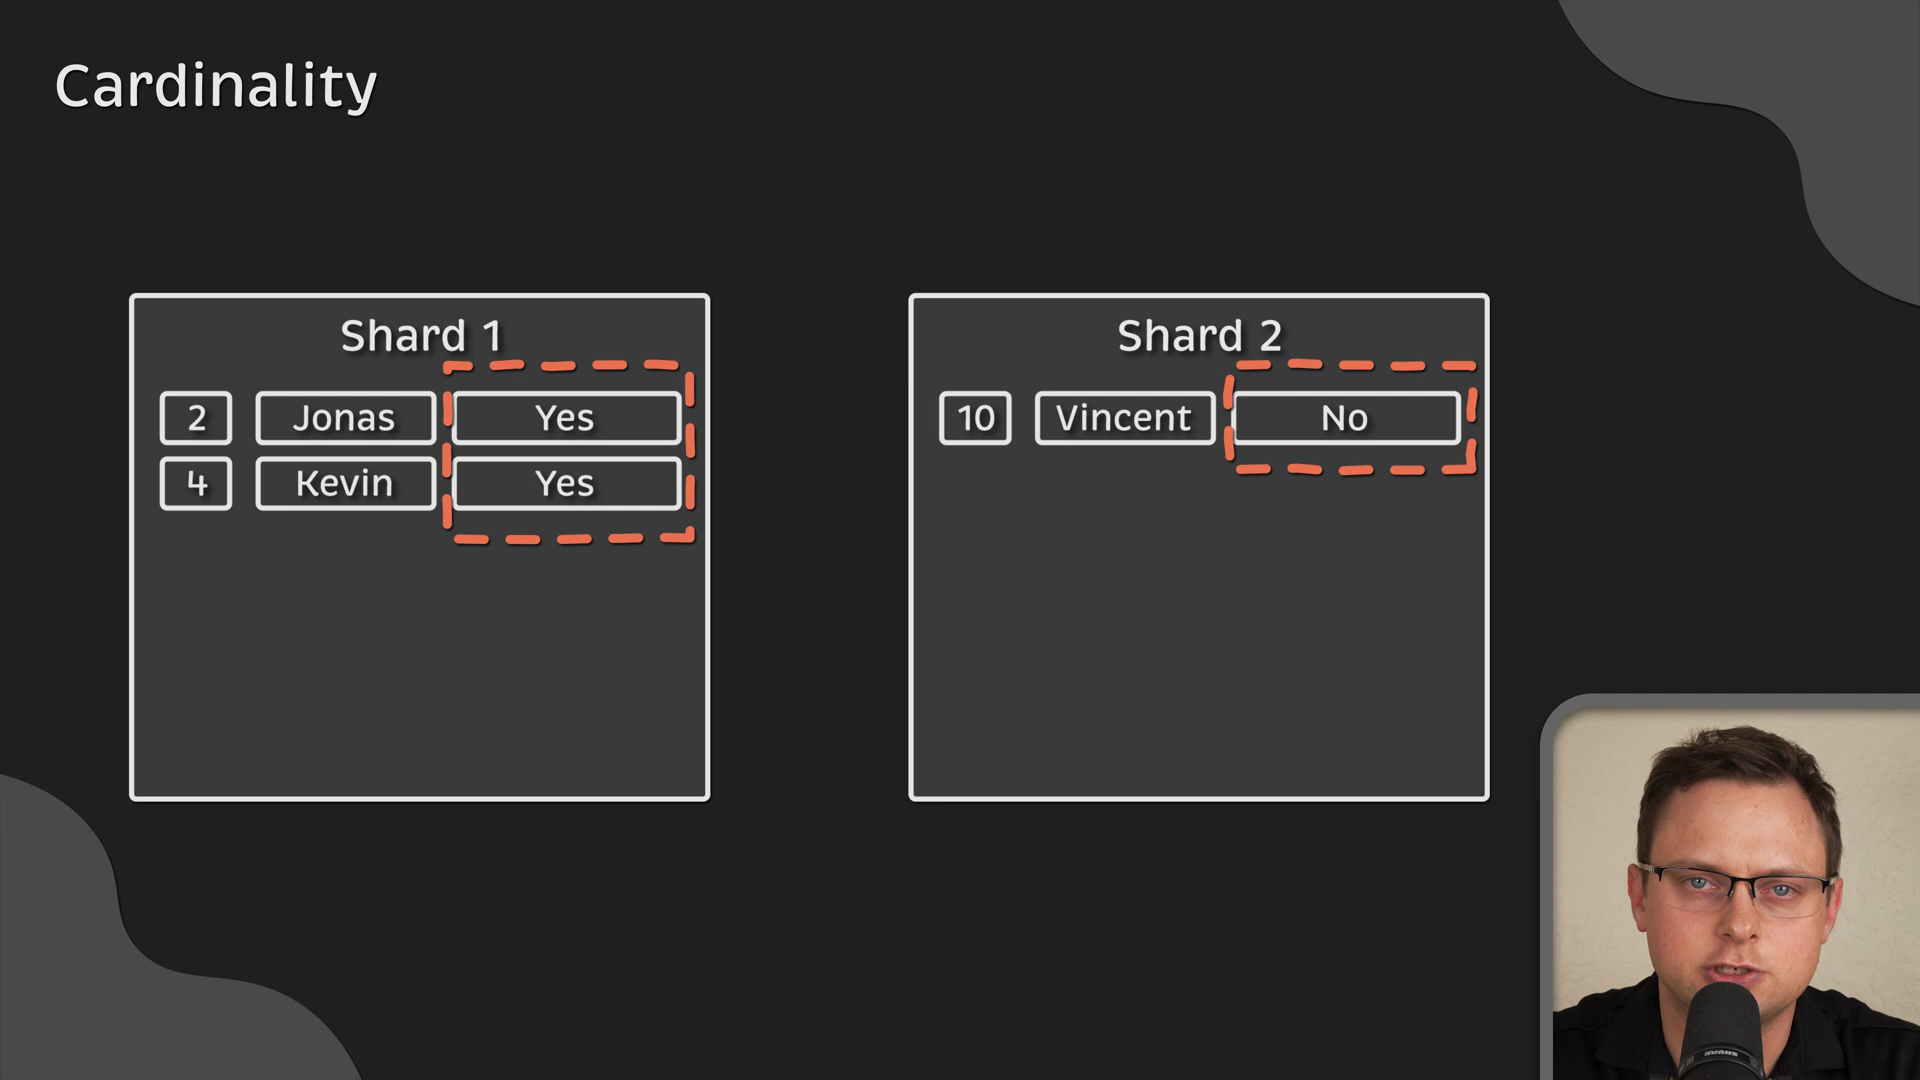 Cardinality
Shard 1
2 Jonas Yes
4 Kevin Yes
Shard 2
10 Vincent No